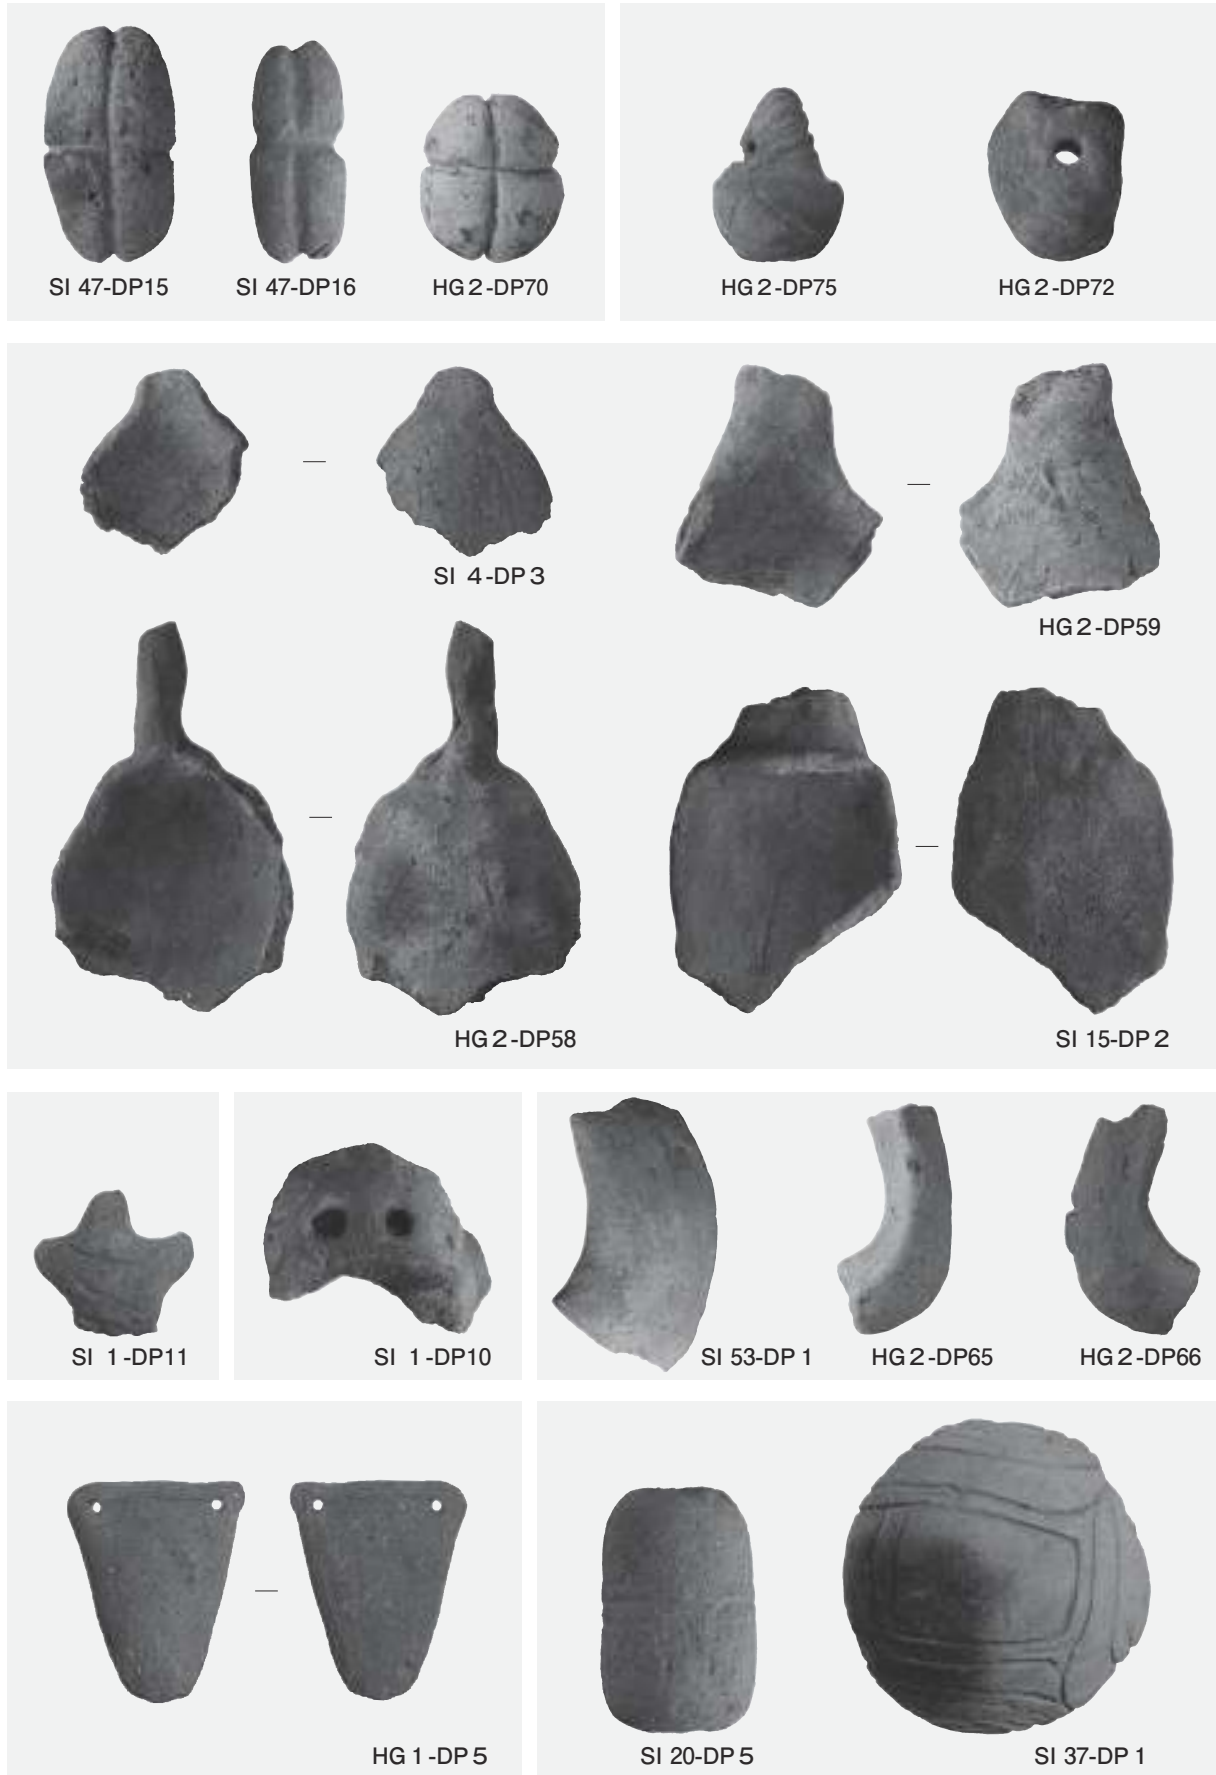 SI 47-DP15
SI 47-DP16
HG 2-DP70
HG 2-DP75
HG 2-DP72
SI 4-DP 3
HG 2-DP59
HG 2-DP58
SI 15-DP 2
SI 1-DP11
SI 1-DP10
SI 53-DP 1
HG 2-DP65
HG 2-DP66
HG 1-DP 5
SI 20-DP 5
SI 37-DP 1